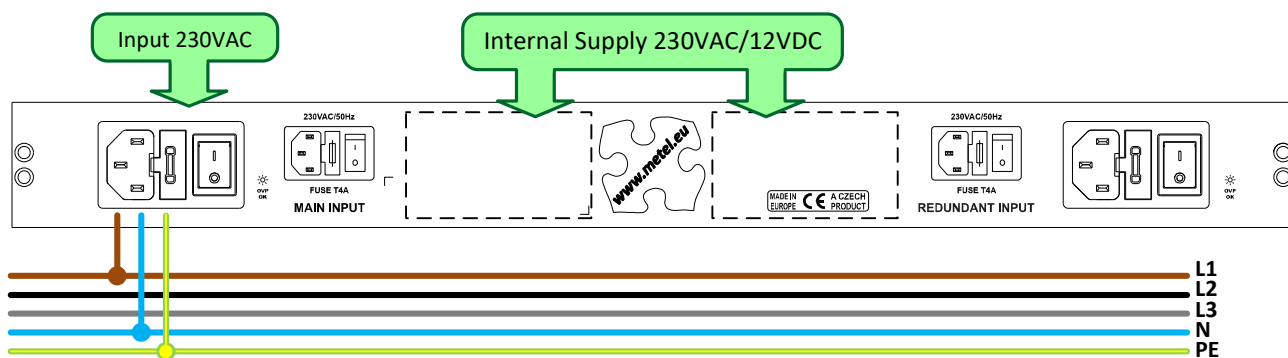 Input 230VAC
Internal Supply 230VAC/12VDC
230VAC/50Hz
FUSE T4A
MAIN INPUT
OVP
OK
www.metel.eu
MADE IN
EUROPE
CE
A CZECH
PRODUCT
230VAC/50Hz
FUSE T4A
REDUNDANT INPUT
OVP
OK
L1
L2
L3
N
PE